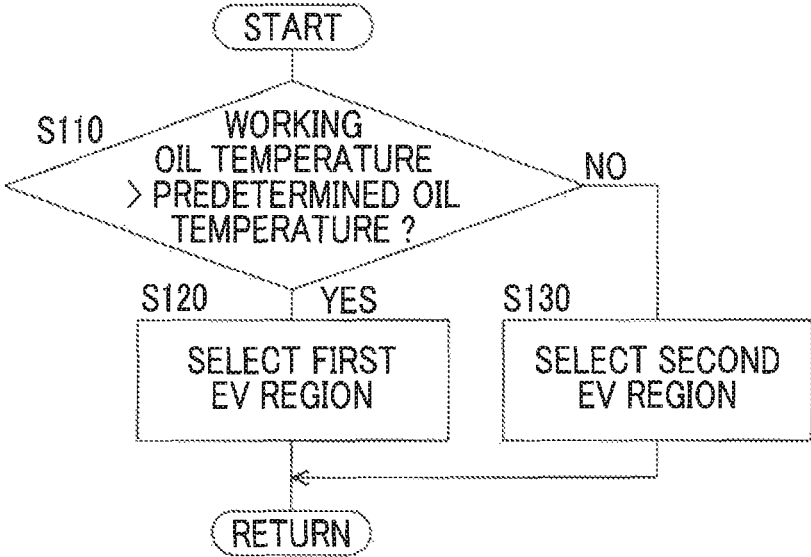 START
S110
WORKING
OIL TEMPERATURE
> PREDETERMINED OIL
TEMPERATURE ?
NO
YES
S120
SELECT FIRST
EV REGION
S130
SELECT SECOND
EV REGION
RETURN